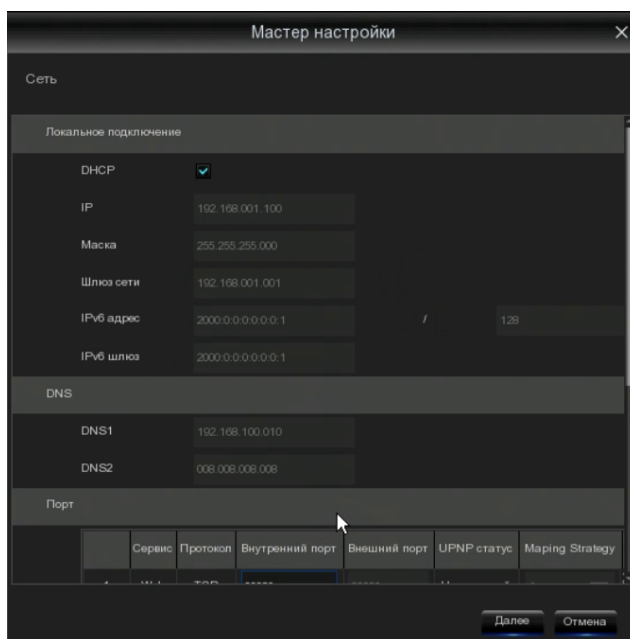 Мастер настройки
Сеть
Локальное подключение
DHCP
IP 192.168.001.100
Маска 255.255.255.000
Шлюз сети 192.168.001.001
IPv6 адрес 2000:0:0:0:0:0:0:1 / 128
IPv6 шлюз 2000:0:0:0:0:0:0:1
DNS
DNS1 192.168.100.010
DNS2 008.008.008.008
Порт
Сервис Протокол Внутренний порт Внешний порт UPNP статус Maping Strategy
Далее Отмена